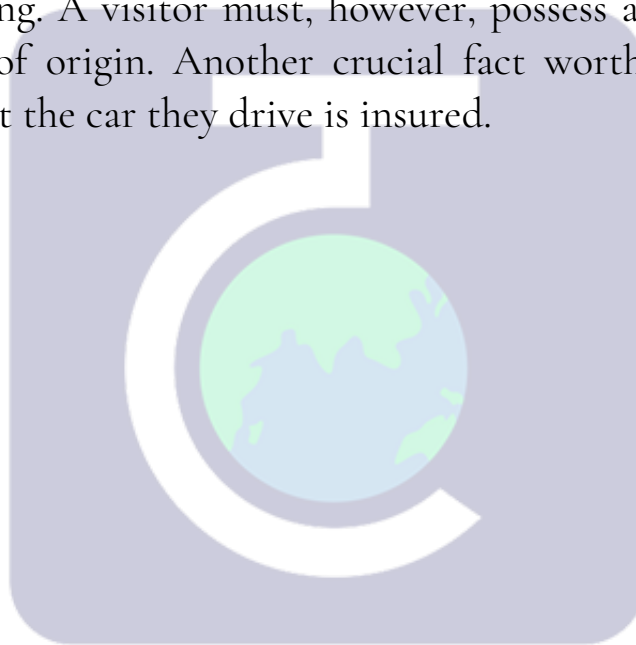 ng. A visitor must, however, possess a
of origin. Another crucial fact worth
t the car they drive is insured.